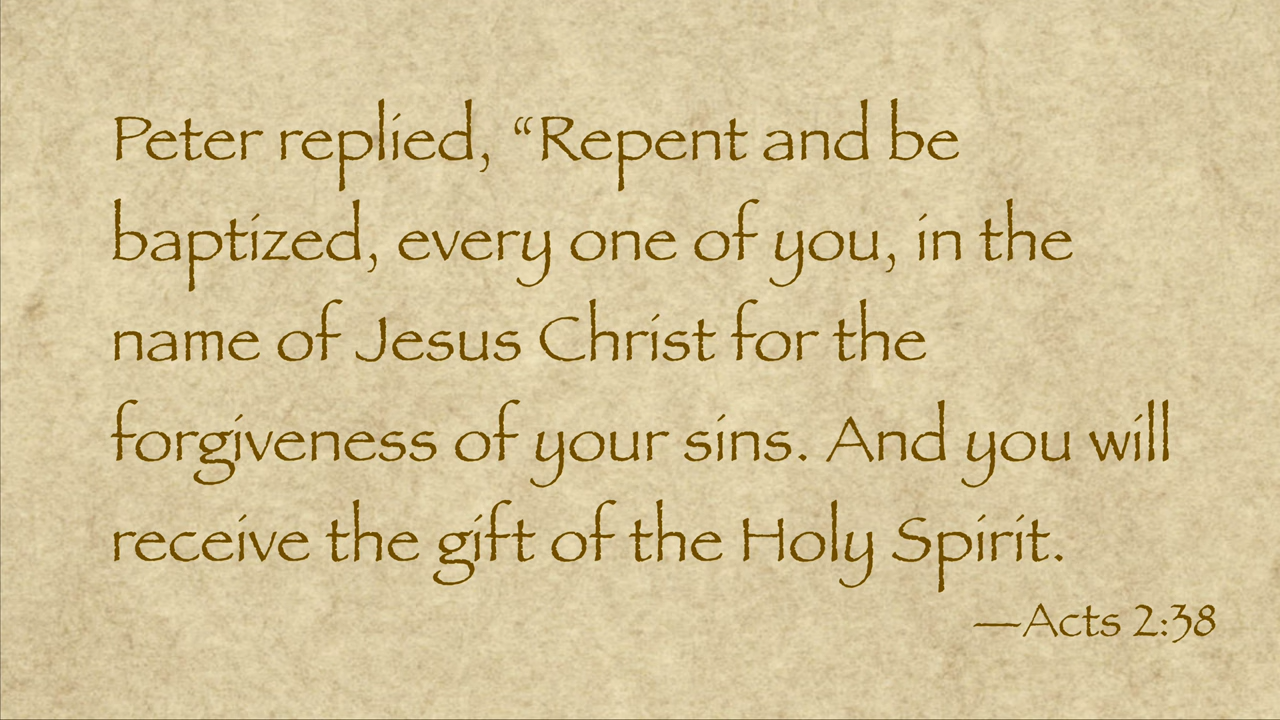 Peter replied, “Repent and be
baptized, every one of you, in the
name of Jesus Christ for the
forgiveness of your sins. And you will
receive the gift of the Holy Spirit.
—Acts 2:38